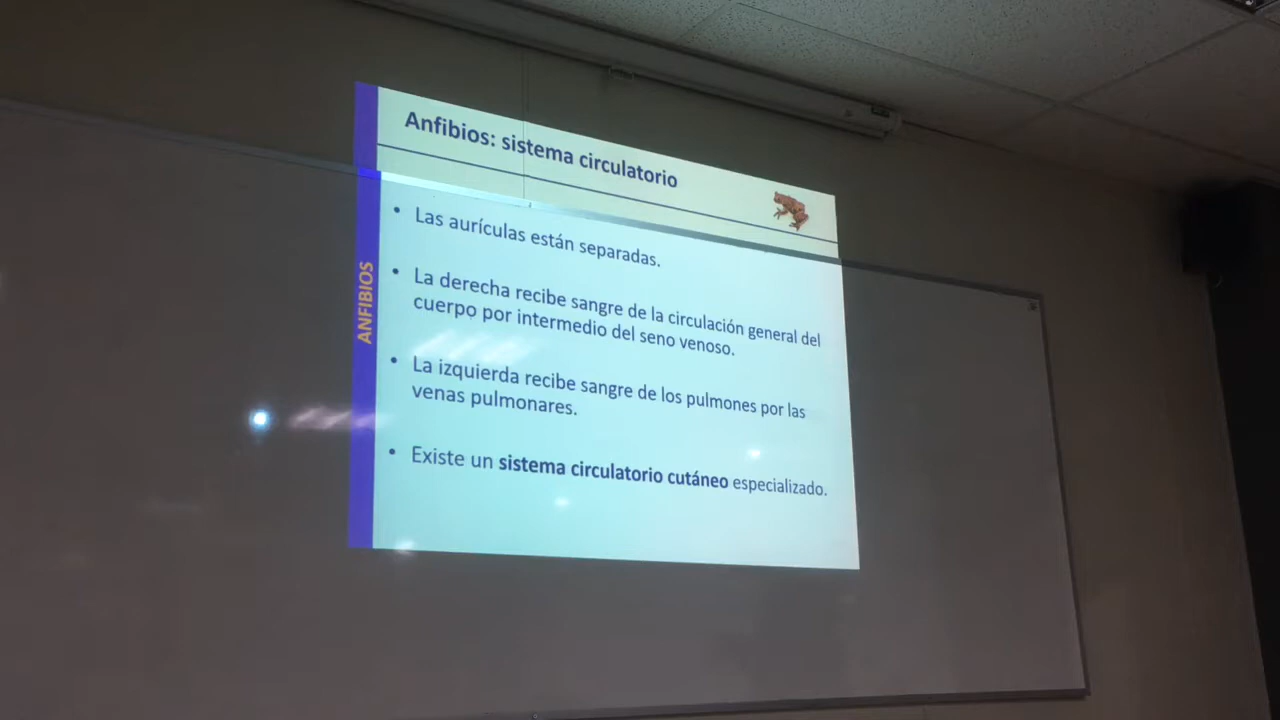 Anfibios: sistema circulatorio
ANFIBIOS
• Las aurículas están separadas.
• La derecha recibe sangre de la circulación general del
cuerpo por intermedio del seno venoso.
• La izquierda recibe sangre de los pulmones por las
venas pulmonares.
• Existe un sistema circulatorio cutáneo especializado.